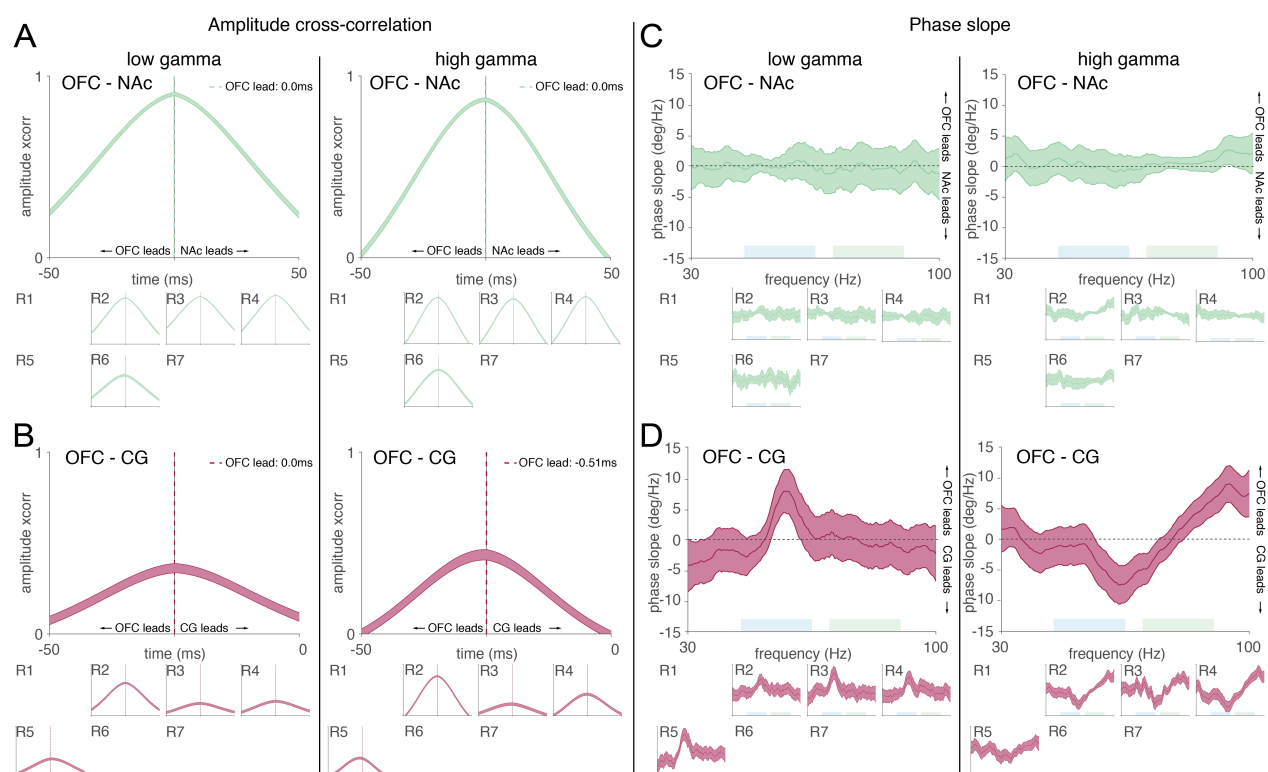 Amplitude cross-correlation
Phase slope
A
low gamma
high gamma
OFC - NAc
OFC lead: 0.0ms
OFC - NAc
OFC lead: 0.0ms
1
amplitude xcorr
0
OFC leads NAc leads
-50
time (ms)
50
1
amplitude xcorr
0
OFC leads NAc leads
-50
time (ms)
50
R1
R2
R3
R4
R5
R6
R7
R1
R2
R3
R4
R5
R6
R7
B
OFC - CG
OFC lead: 0.0ms
OFC - CG
OFC lead: -0.51ms
1
amplitude xcorr
0
OFC leads CG leads
-50
time (ms)
0
1
amplitude xcorr
0
OFC leads CG leads
-50
time (ms)
0
R1
R2
R3
R4
R5
R6
R7
R1
R2
R3
R4
R5
R6
R7
C
low gamma
high gamma
OFC - NAc
OFC - NAc
15
10
5
0
-5
-10
-15
phase slope (deg/Hz)
NAc leads OFC leads
30
frequency (Hz)
100
15
10
5
0
-5
-10
-15
phase slope (deg/Hz)
NAc leads OFC leads
30
frequency (Hz)
100
R1
R2
R3
R4
R5
R6
R7
R1
R2
R3
R4
R5
R6
R7
D
OFC - CG
OFC - CG
15
10
5
0
-5
-10
-15
phase slope (deg/Hz)
CG leads OFC leads
30
frequency (Hz)
100
15
10
5
0
-5
-10
-15
phase slope (deg/Hz)
CG leads OFC leads
30
frequency (Hz)
100
R1
R2
R3
R4
R5
R6
R7
R1
R2
R3
R4
R5
R6
R7